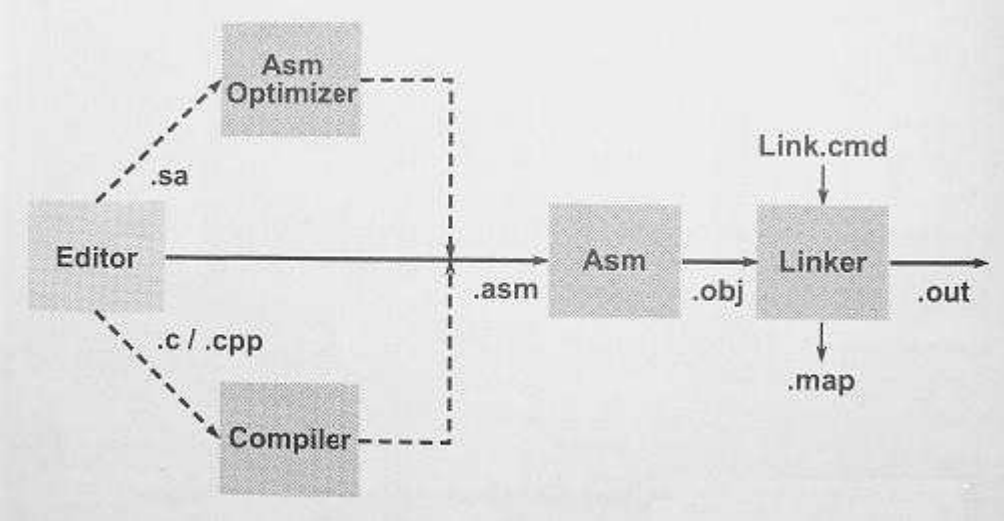 Asm
Optimizer
.sa
Link.cmd
Editor
Asm
Linker
.asm
.obj
.out
.c / .cpp
.map
Compiler